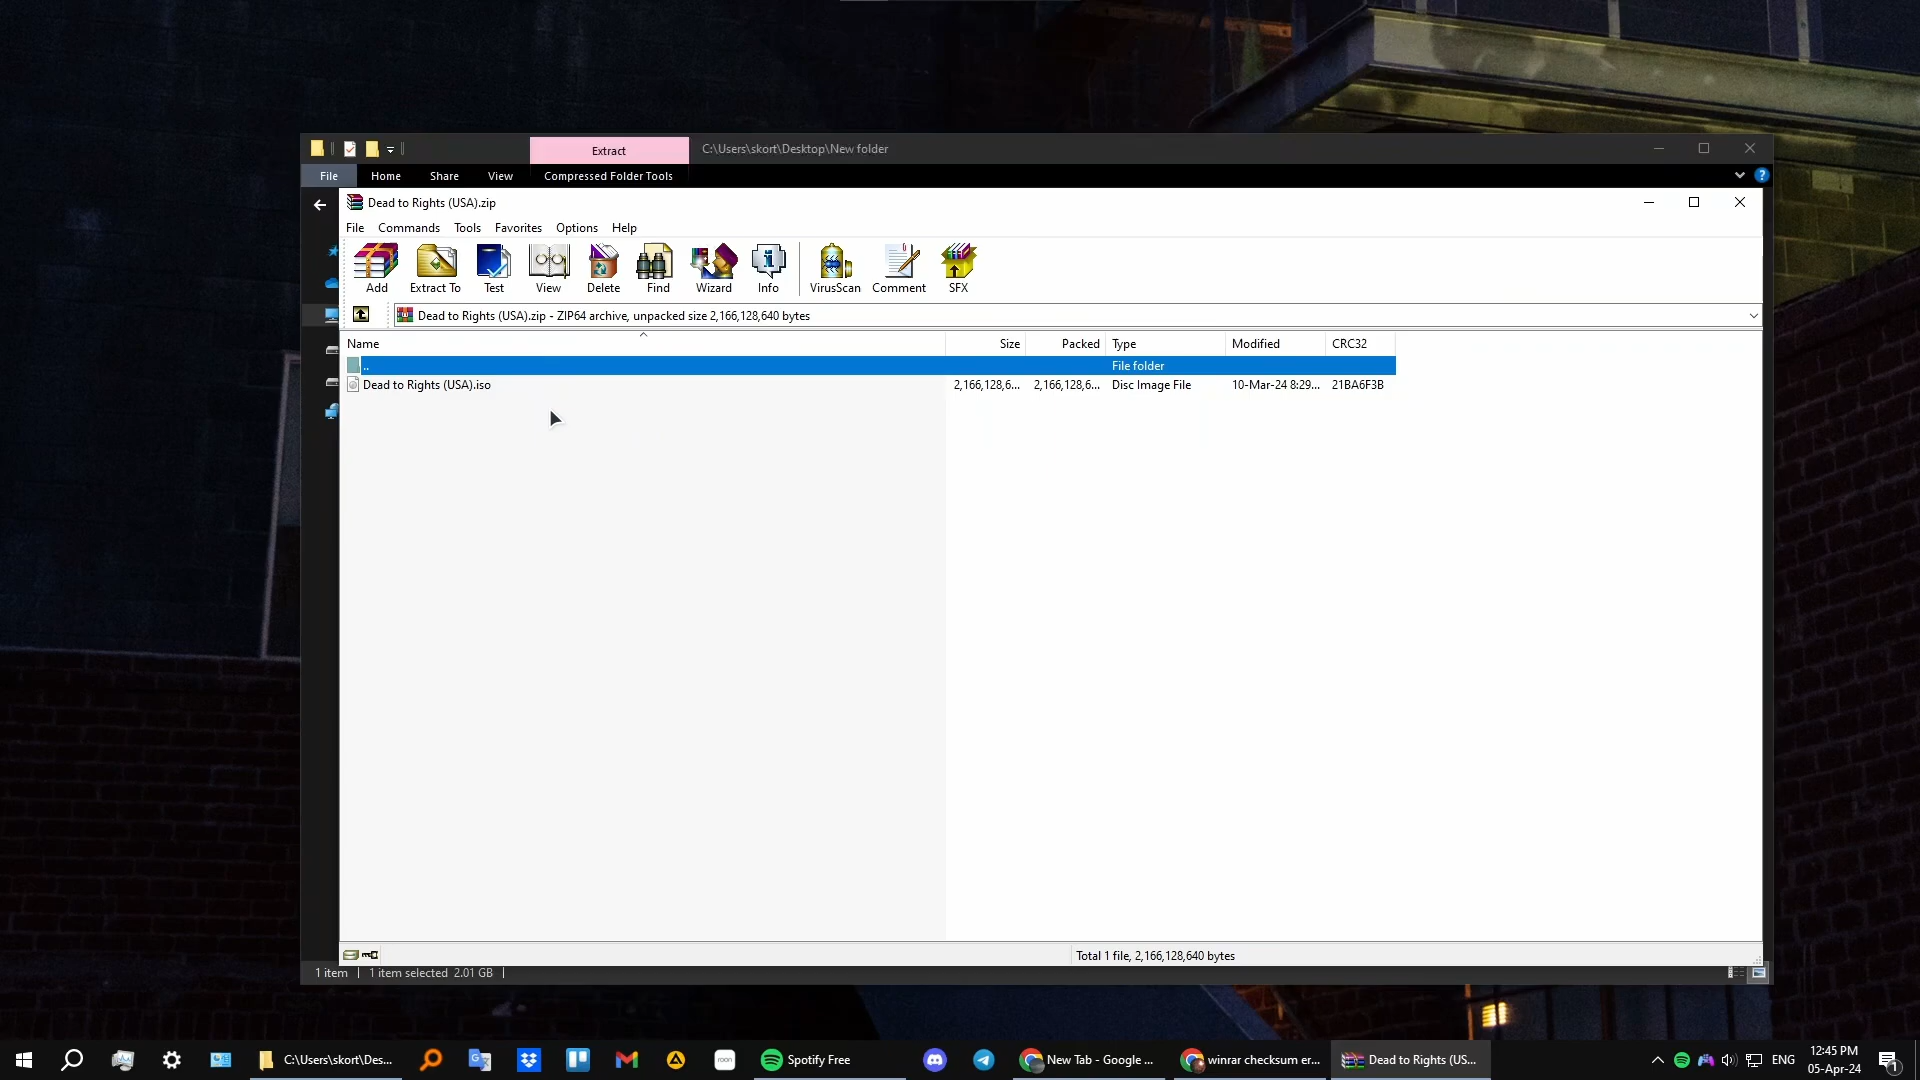 Extract
C:\Users\skort\Desktop\New folder
File
Home
Share
View
Compressed Folder Tools
Dead to Rights (USA).zip
File
Commands
Tools
Favorites
Options
Help
Add
Extract To
Test
View
Delete
Find
Wizard
Info
VirusScan
Comment
SFX
Dead to Rights (USA).zip - ZIP64 archive, unpacked size 2,166,128,640 bytes
Name
Size
Packed
Type
Modified
CRC32
..
File folder
Dead to Rights (USA).iso
2,166,128,6...
2,166,128,6...
Disc Image File
10-Mar-24 8:29...
21BA6F3B
Total 1 file, 2,166,128,640 bytes
1 item
1 item selected 2.01 GB
C:\Users\skort\Des...
roon
Spotify Free
New Tab - Google ...
winrar checksum er...
Dead to Rights (US...
ENG
12:45 PM
05-Apr-24
1